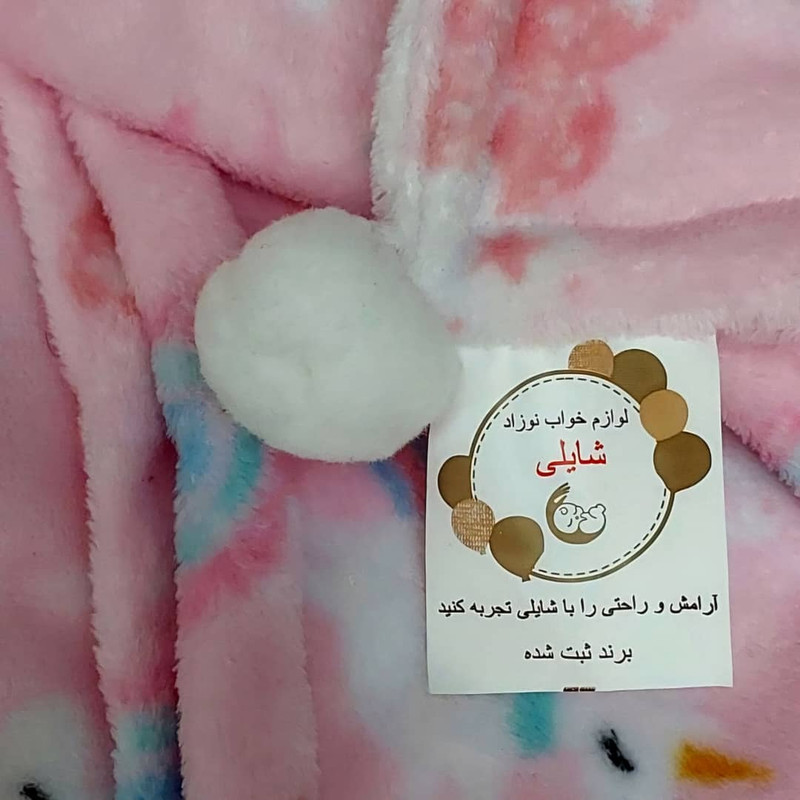 لوازم خواب نوزاد
شایلی
آرامش و راحتی را با شایلی تجربه کنید
برند ثبت شده